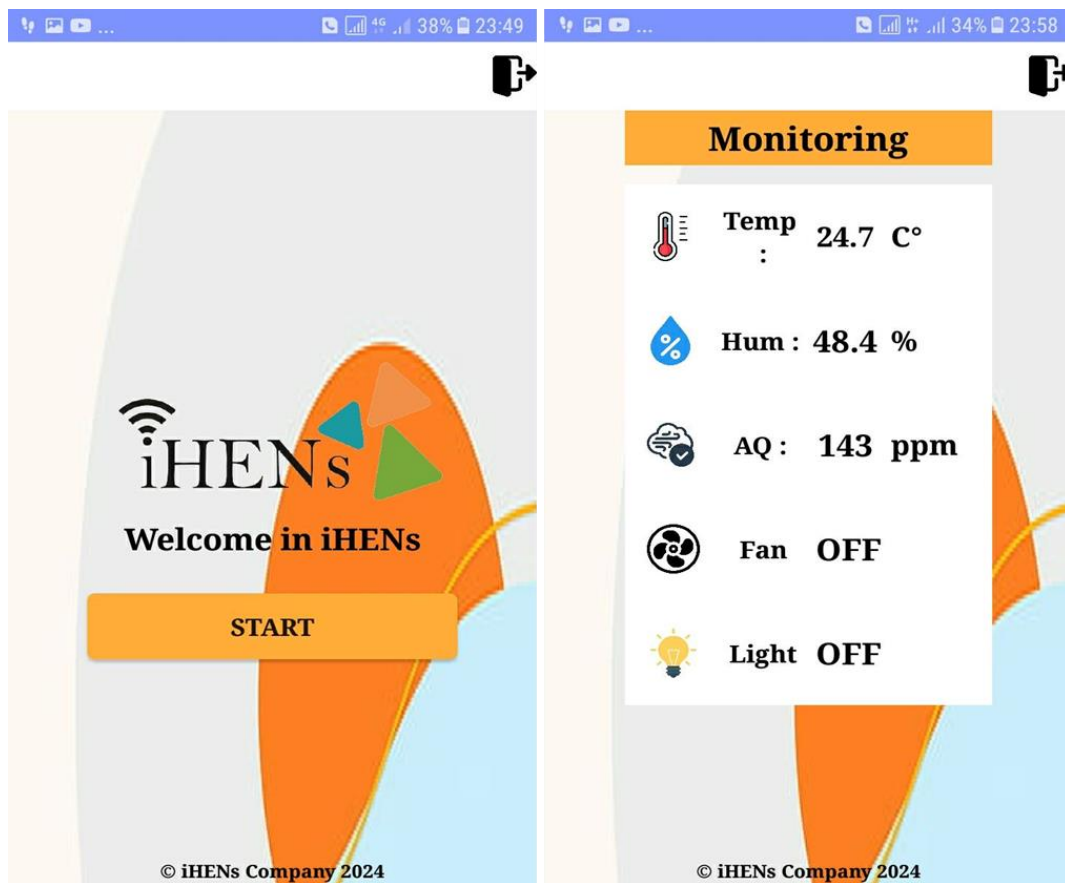 ... 4G 38% 23:49
iHENs
Welcome in iHENs
START
© iHENs Company 2024
... H+ 34% 23:58
Monitoring
Temp : 24.7 C°
Hum : 48.4 %
AQ : 143 ppm
Fan OFF
Light OFF
© iHENs Company 2024